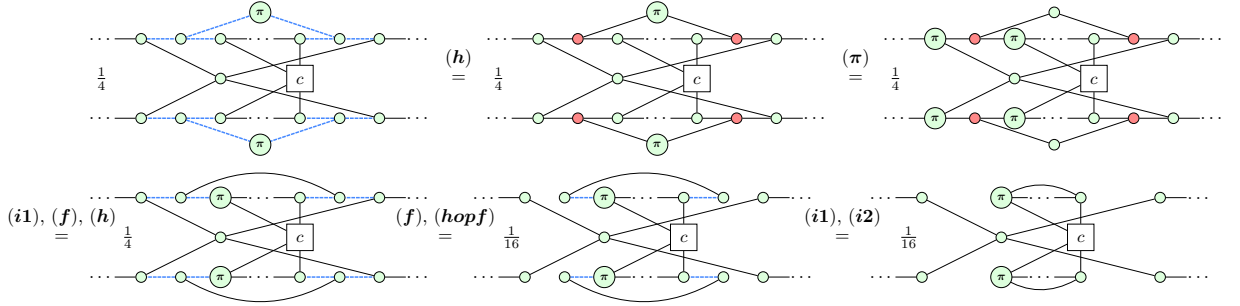 π π π
··· ··· (h) ··· ··· (π) ··· π π ···
1/4 c = 1/4 c = 1/4 c
··· ··· ··· ··· ··· ··· ··· π π ··· ···
π π
(i1), (f), (h) ··· π ··· ··· (f), (hopf) ··· π ··· ··· (i1), (i2) ··· π ··· ···
= 1/4 c = 1/16 c = 1/16 c
··· π ··· ··· ··· π ··· ··· ··· π ··· ···